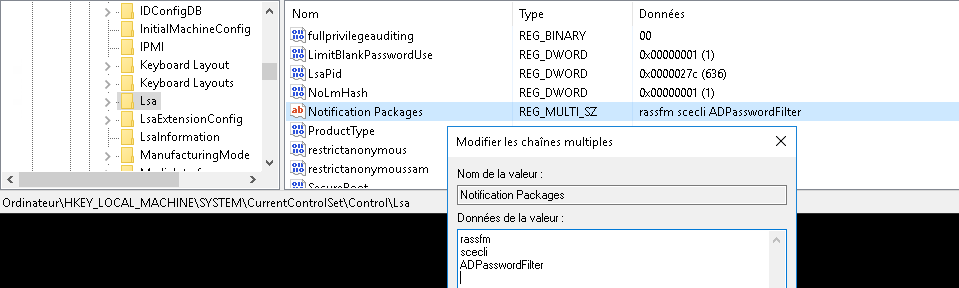 IDConfigDB
InitialMachineConfig
IPMI
Keyboard Layout
Keyboard Layouts
Lsa
LsaExtensionConfig
LsaInformation
ManufacturingMode
Ordinateur\HKEY_LOCAL_MACHINE\SYSTEM\CurrentControlSet\Control\Lsa
Nom Type Données
fullprivilegeauditing REG_BINARY 00
LimitBlankPasswordUse REG_DWORD 0x00000001 (1)
LsaPid REG_DWORD 0x0000027c (636)
NoLmHash REG_DWORD 0x00000001 (1)
Notification Packages REG_MULTI_SZ rassfm scecli ADPasswordFilter
ProductType
restrictanonymous
restrictanonymoussam
SecureBoot
Modifier les chaînes multiples
Nom de la valeur :
Notification Packages
Données de la valeur :
rassfm
scecli
ADPasswordFilter